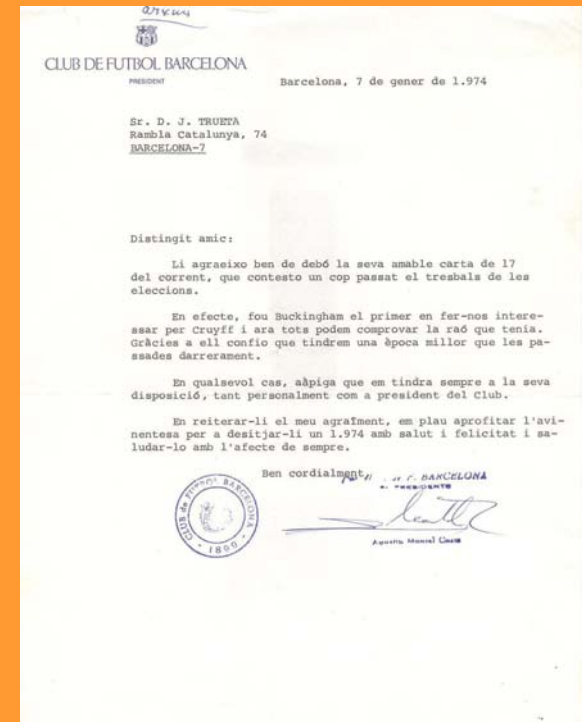 arxiu
CLUB DE FUTBOL BARCELONA
PRESIDENT
Barcelona, 7 de gener de 1.974
Sr. D. J. TRUETA
Rambla Catalunya, 74
BARCELONA-7
Distingit amic:
Li agraeixo ben de debó la seva amable carta de 17
del corrent, que contesto un cop passat el tresbals de les
eleccions.
En efecte, fou Buckingham el primer en fer-nos intere-
ssar per Cruyff i ara tots podem comprovar la raó que tenia.
Gràcies a ell confio que tindrem una època millor que les pa-
ssades darrerament.
En qualsevol cas, sàpiga que em tindra sempre a la seva
disposició, tant personalment com a president del Club.
En reiterar-li el meu agraïment, em plau aprofitar l'avi-
nentesa per a desitjar-li un 1.974 amb salut i felicitat i sa-
ludar-lo amb l'afecte de sempre.
Ben cordialment,
BARCELONA
PRESIDENTE
CLUB de FUTBOL BARCELONA
1899
Agustín Montal Costa